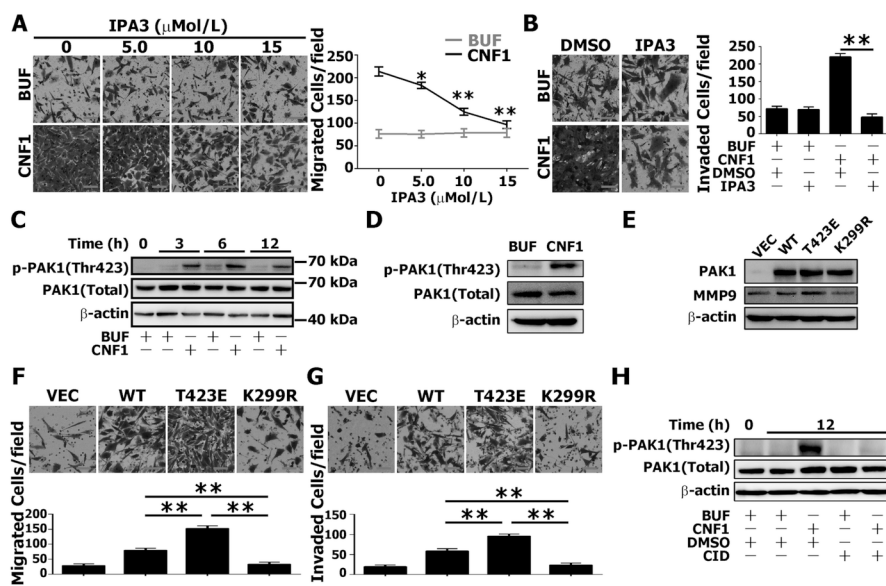 A
IPA3 (μMol/L)
0 5.0 10 15
BUF
CNF1
Migrated Cells/field
250
200
150
100
50
0
BUF
CNF1
*
**
**
0 5.0 10 15
IPA3 (μMol/L)
B
DMSO IPA3
BUF
CNF1
Invaded Cells/field
250
200
150
100
50
0
**
BUF + + − −
CNF1 − − + +
DMSO + − + −
IPA3 − + − +
C
Time (h) 0 3 6 12
p-PAK1(Thr423)
PAK1(Total)
β-actin
70 kDa
70 kDa
40 kDa
BUF + + − + − + −
CNF1 − − + − + − +
D
BUF CNF1
p-PAK1(Thr423)
PAK1(Total)
β-actin
E
VEC WT T423E K299R
PAK1
MMP9
β-actin
F
VEC WT T423E K299R
Migrated Cells/field
200
150
100
50
0
**
** **
G
VEC WT T423E K299R
Invaded Cells/field
150
100
50
0
**
** **
H
Time (h) 0 12
p-PAK1(Thr423)
PAK1(Total)
β-actin
BUF + + − + −
CNF1 − − + − +
DMSO + + + − −
CID − − − + +